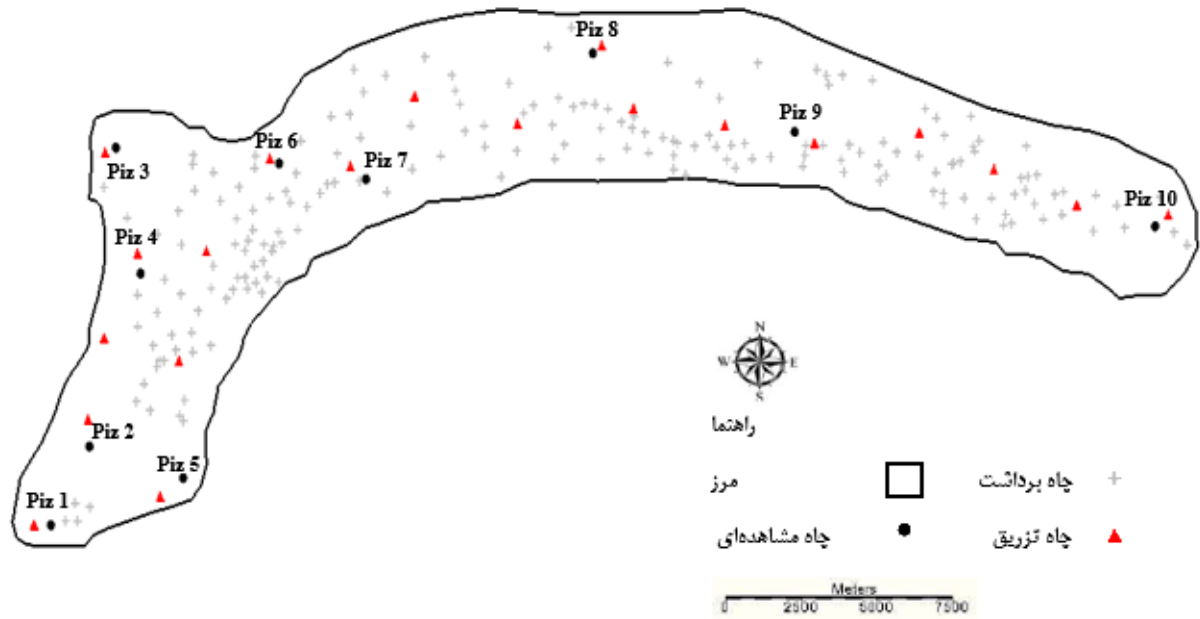 Piz 8
Piz 9
Piz 6
Piz 3
Piz 7
Piz 10
Piz 4
Piz 2
Piz 5
Piz 1
N
W E
S
راهنما
مرز
چاه برداشت
چاه مشاهده‌ای
چاه تزریق
Meters
0 2500 5000 7500